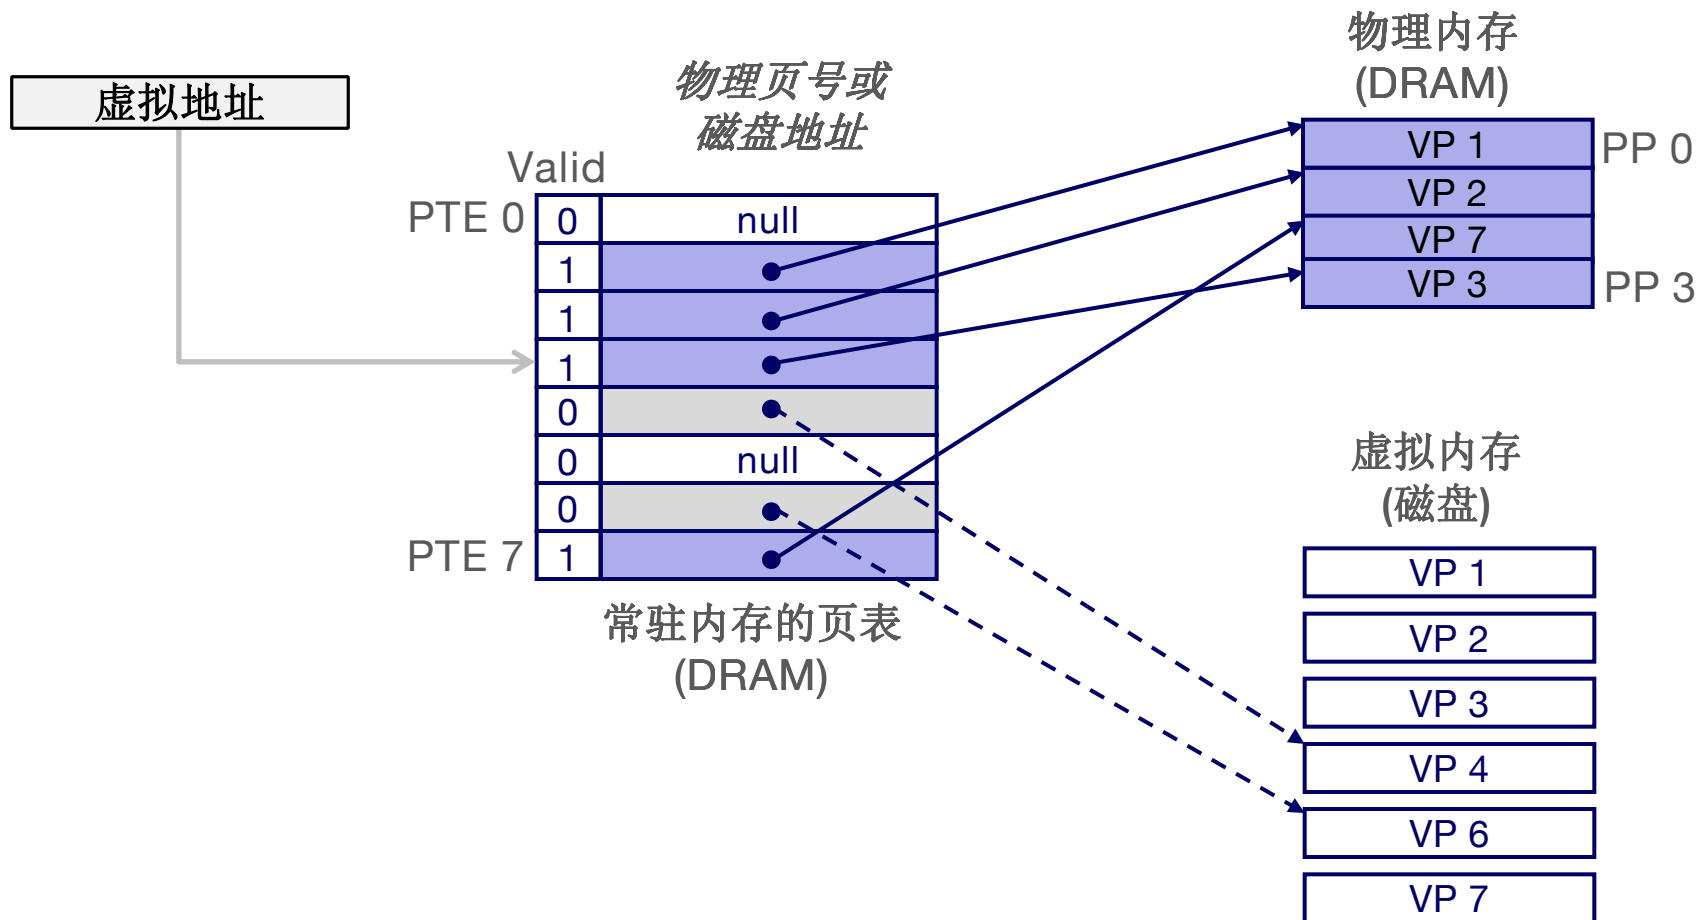 虚拟地址
物理页号或
磁盘地址
Valid
PTE 0
0
null
1
1
1
0
0
null
0
PTE 7
1
常驻内存的页表
(DRAM)
物理内存
(DRAM)
VP 1
PP 0
VP 2
VP 7
VP 3
PP 3
虚拟内存
(磁盘)
VP 1
VP 2
VP 3
VP 4
VP 6
VP 7